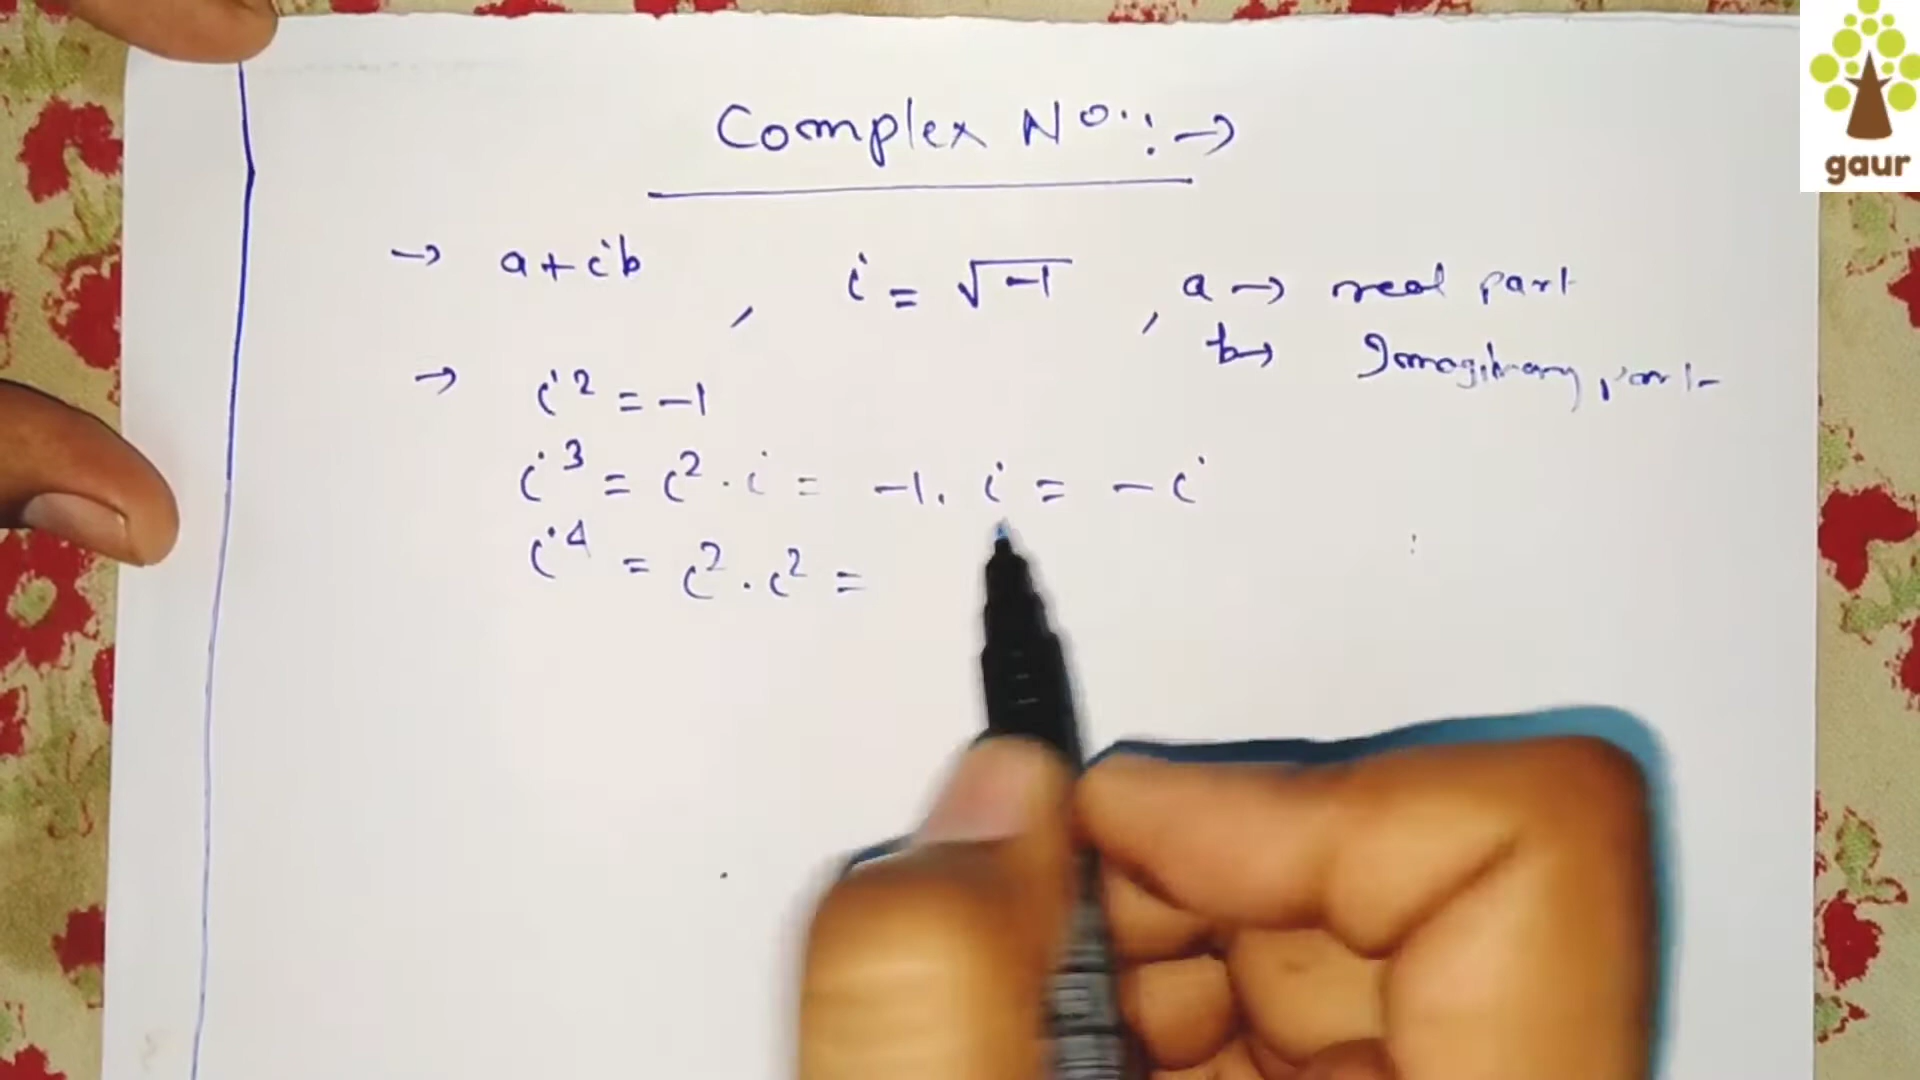 Complex No.: →
→ a+ib , i = √-1 , a → real part
b→ Imaginary part
→ i² = -1
i³ = i² · i = -1. i = - i
i⁴ = i² . i² =
gaur